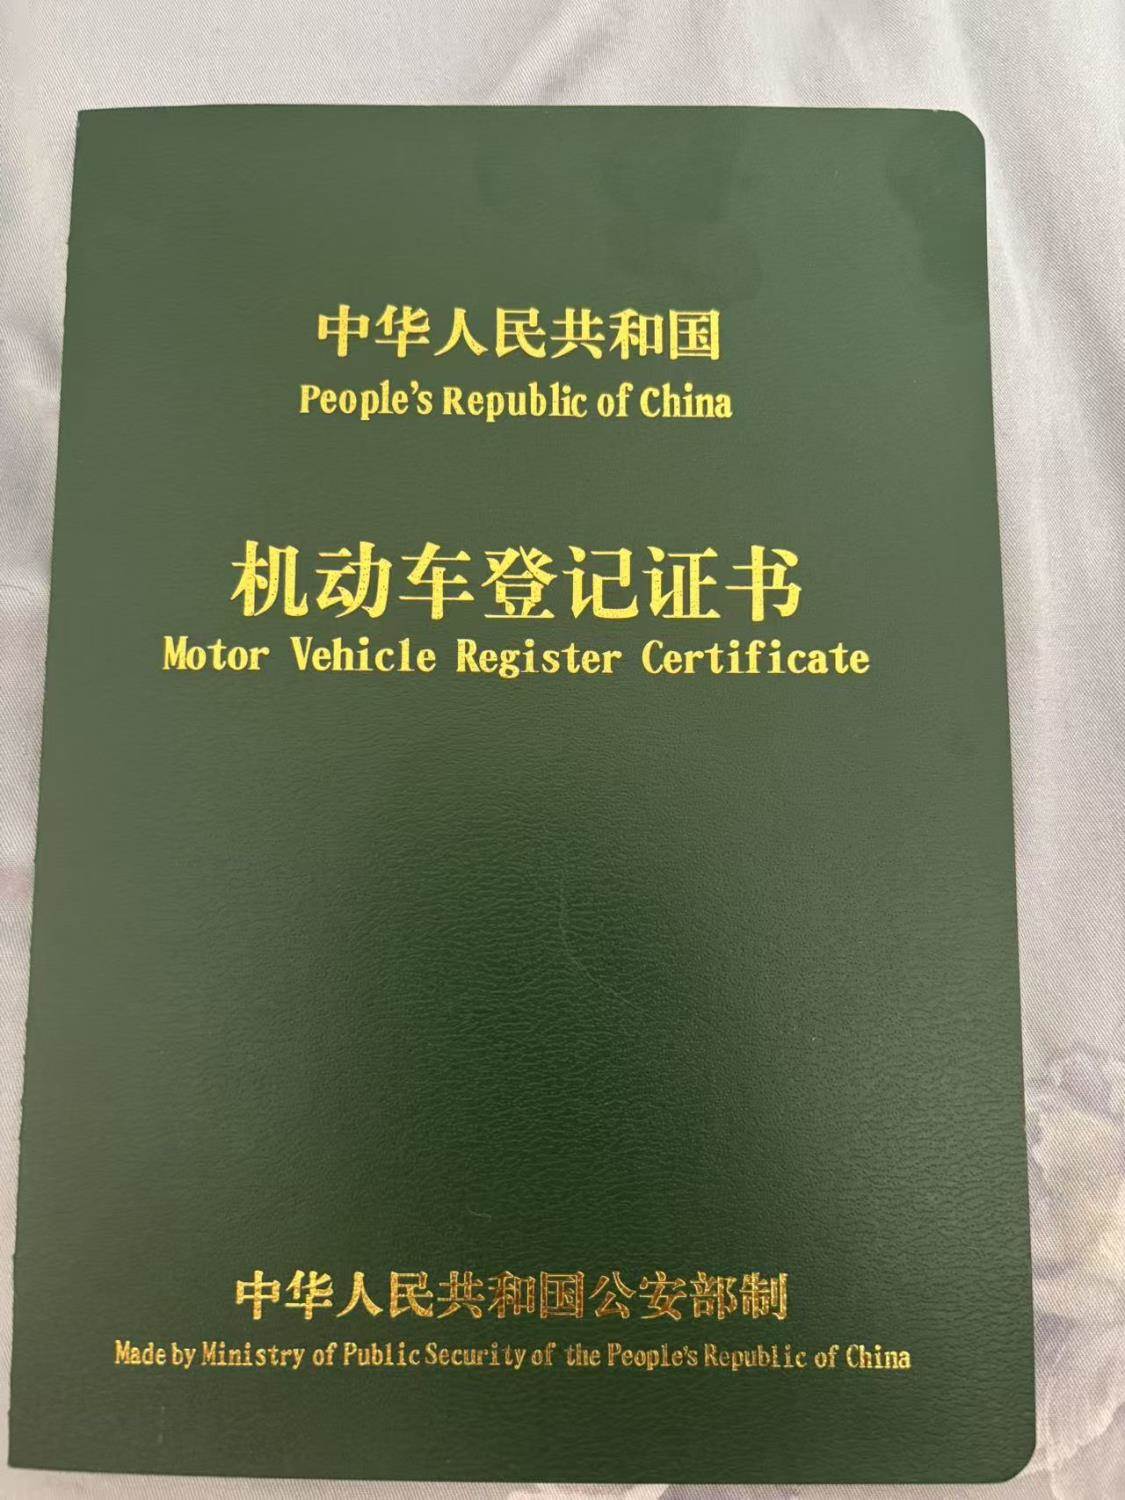 中华人民共和国
People's Republic of China
机动车登记证书
Motor Vehicle Register Certificate
中华人民共和国公安部制
Made by Ministry of Public Security of the People's Republic of China